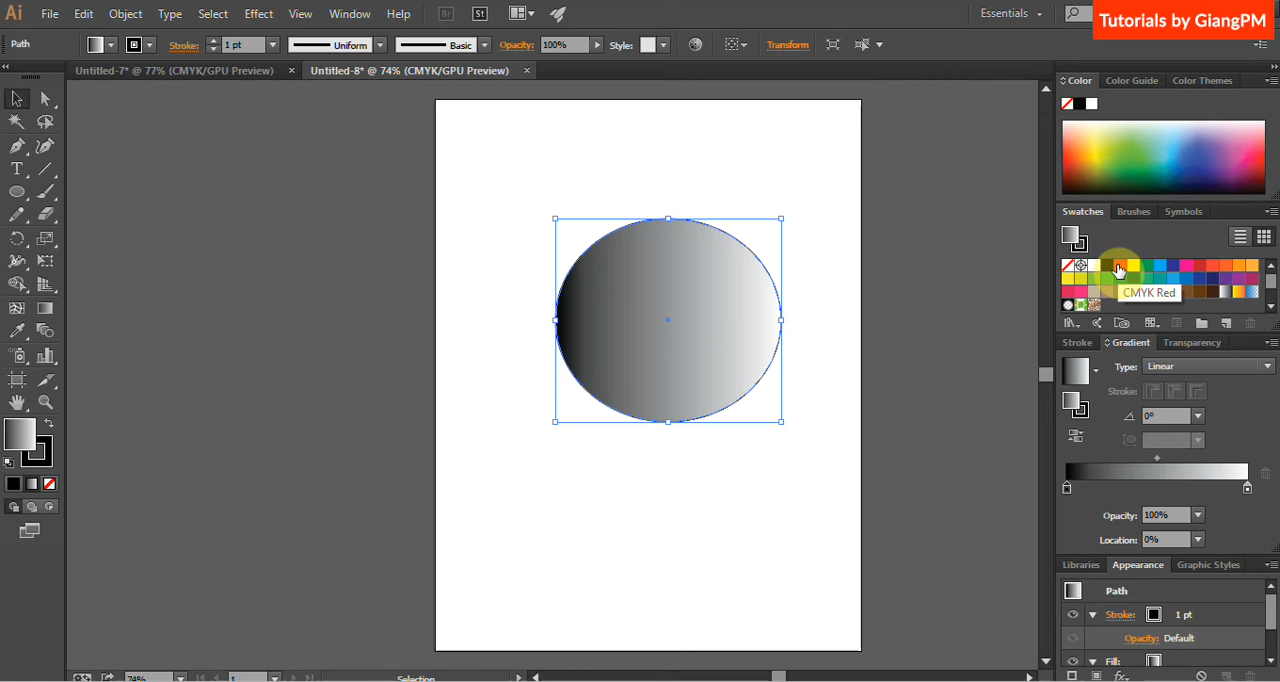 Ai File Edit Object Type Select Effect View Window Help Br St Essentials
Tutorials by GiangPM
Path Stroke: 1 pt Uniform Basic Opacity: 100% Style: Transform
Untitled-7* @ 77% (CMYK/GPU Preview) × Untitled-8* @ 74% (CMYK/GPU Preview) ×
Color Color Guide Color Themes
Swatches Brushes Symbols
CMYK Red
Stroke Gradient Transparency
Type: Linear
Stroke:
0°
Opacity: 100%
Location: 0%
Libraries Appearance Graphic Styles
Path
Stroke: 1 pt
Opacity: Default
Fill:
74% 1 Selection